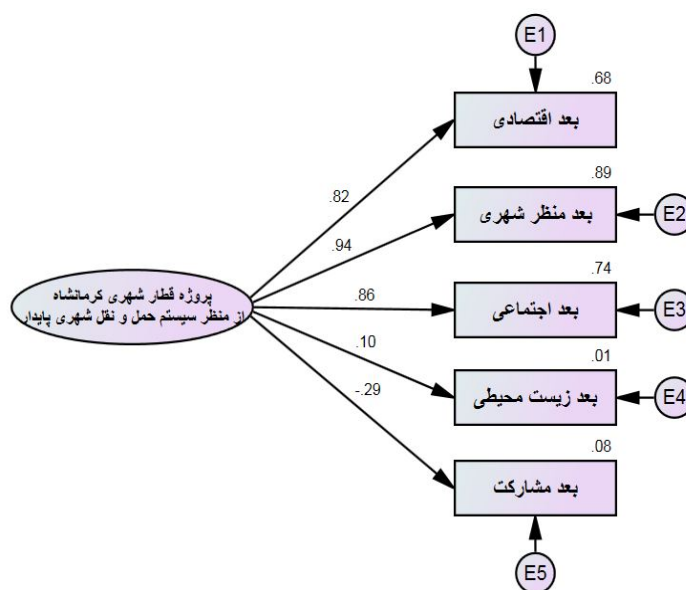 E1
.68
بعد اقتصادی
.82
.89
بعد منظر شهری
E2
.94
پروژه قطار شهری کرمانشاه
از منظر سیستم حمل و نقل شهری پایدار
.86
.74
بعد اجتماعی
E3
.10
.01
بعد زیست محیطی
E4
-.29
.08
بعد مشارکت
E5